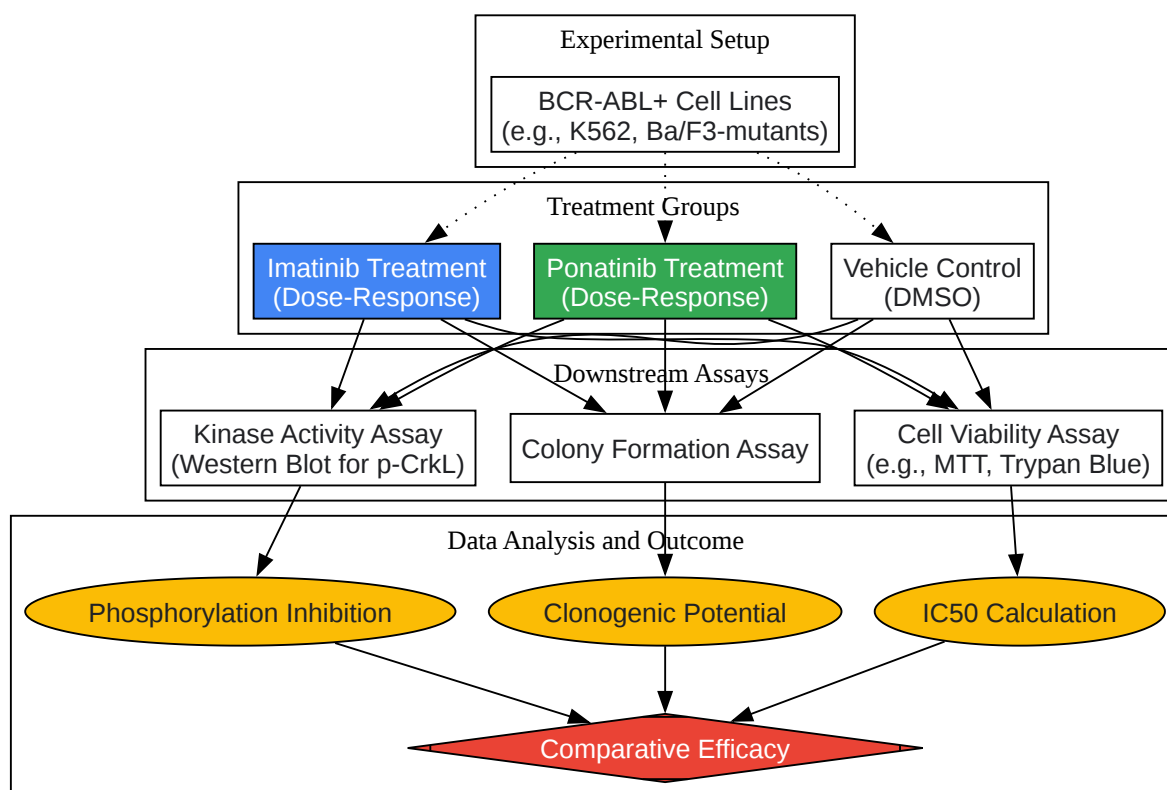 Experimental Setup
BCR-ABL+ Cell Lines
(e.g., K562, Ba/F3-mutants)
Treatment Groups
Imatinib Treatment
(Dose-Response)
Ponatinib Treatment
(Dose-Response)
Vehicle Control
(DMSO)
Downstream Assays
Kinase Activity Assay
(Western Blot for p-CrkL)
Colony Formation Assay
Cell Viability Assay
(e.g., MTT, Trypan Blue)
Data Analysis and Outcome
Phosphorylation Inhibition
Clonogenic Potential
IC50 Calculation
Comparative Efficacy